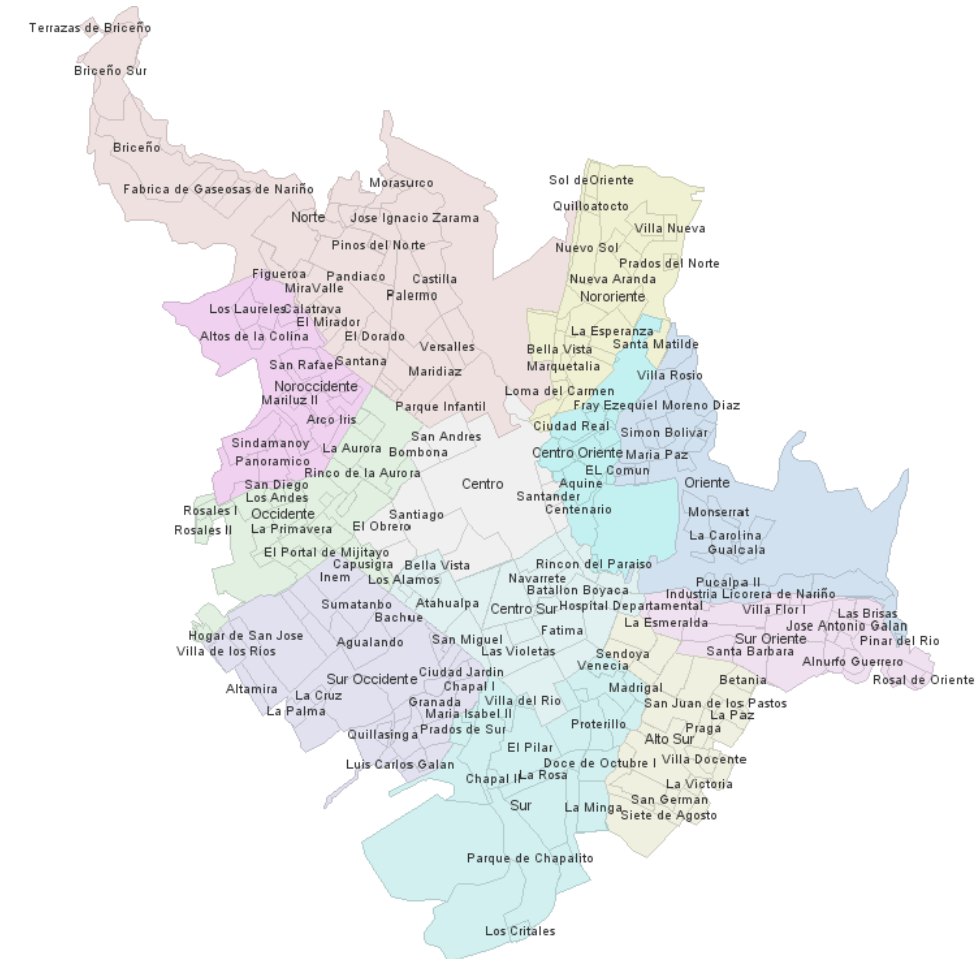 Terrazas de Briceño
Briceño Sur
Briceño
Fabrica de Gaseosas de Nariño
Morasurco
Norte
Jose Ignacio Zarama
Pinos del Norte
Sol deOriente
Quilloatocto
Villa Nueva
Nuevo Sol
Prados del Norte
Nueva Aranda
Nororiente
Figueroa
Pandiaco
Castilla
MiraValle
Palermo
Los Laureles
Calatrava
El Mirador
Altos de la Colina
El Dorado
Versalles
La Esperanza
Santa Matilde
Bella Vista
Marquetalia
San Rafael
Santana
Maridiaz
Villa Rosio
Noroccidente
Mariluz II
Loma del Carmen
Arco Iris
Parque Infantil
Fray Ezequiel Moreno Diaz
Ciudad Real
Simon Bolivar
Sindamanoy
La Aurora
San Andres
Bombona
Centro Oriente
Maria Paz
Panoramico
Rinco de la Aurora
EL Comun
San Diego
Centro
Aquine
Oriente
Los Andes
Santander
Rosales I
Occidente
Santiago
Centenario
Monserrat
Rosales II
La Primavera
El Obrero
La Carolina
Gualcala
El Portal de Mijitayo
Capusigra
Bella Vista
Rincon del Paraiso
Inem
Los Alamos
Navarrete
Batallon Boyaca
Pucalpa II
Industria Licorera de Nariño
Sumatanbo
Atahualpa
Centro Sur
Hospital Departamental
Villa Flor I
Las Brisas
Bachue
La Esmeralda
Jose Antonio Galan
Hogar de San Jose
Agualando
San Miguel
Fatima
Sur Oriente
Pinar del Rio
Villa de los Rios
Las Violetas
Sendoya
Santa Barbara
Venecia
Alnurfo Guerrero
Sur Occidente
Ciudad Jardin
Betania
Rosal de Oriente
Altamira
Chapal I
Madrigal
La Cruz
Granada
Villa del Rio
San Juan de los Pastos
La Palma
Maria Isabel II
La Paz
Quillasinga
Prados de Sur
Proterillo
Praga
Alto Sur
El Pilar
Luis Carlos Galan
Doce de Octubre I
Villa Docente
Chapal II
La Rosa
La Victoria
Sur
La Minga
San German
Siete de Agosto
Parque de Chapalito
Los Critales